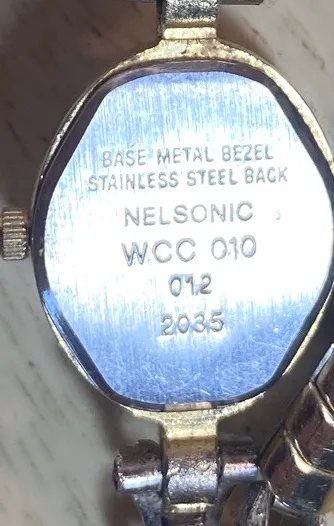 BASE METAL BEZEL
STAINLESS STEEL BACK
NELSONIC
WCC 010
012
2035